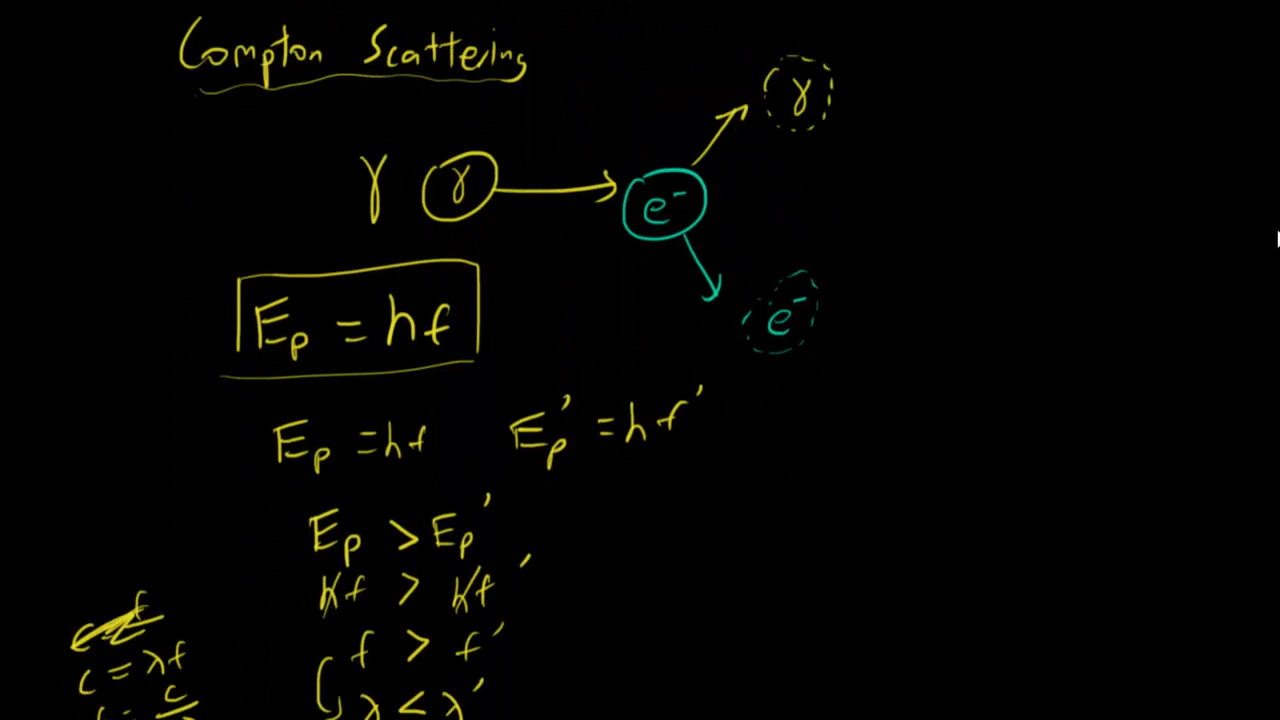 Compton Scattering
γ
γ γ e⁻
e⁻
Eₚ = hf
Eₚ = hf Eₚ' = hf'
Eₚ > Eₚ'
hf > hf'
f > f'
c = λf
λ < λ'